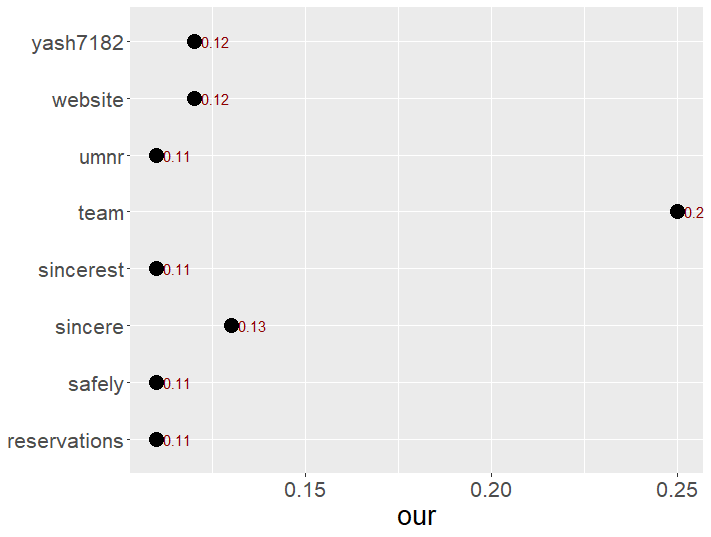 yash7182 0.12
website 0.12
umnr 0.11
team 0.2
sincerest 0.11
sincere 0.13
safely 0.11
reservations 0.11
0.15 0.20 0.25
our